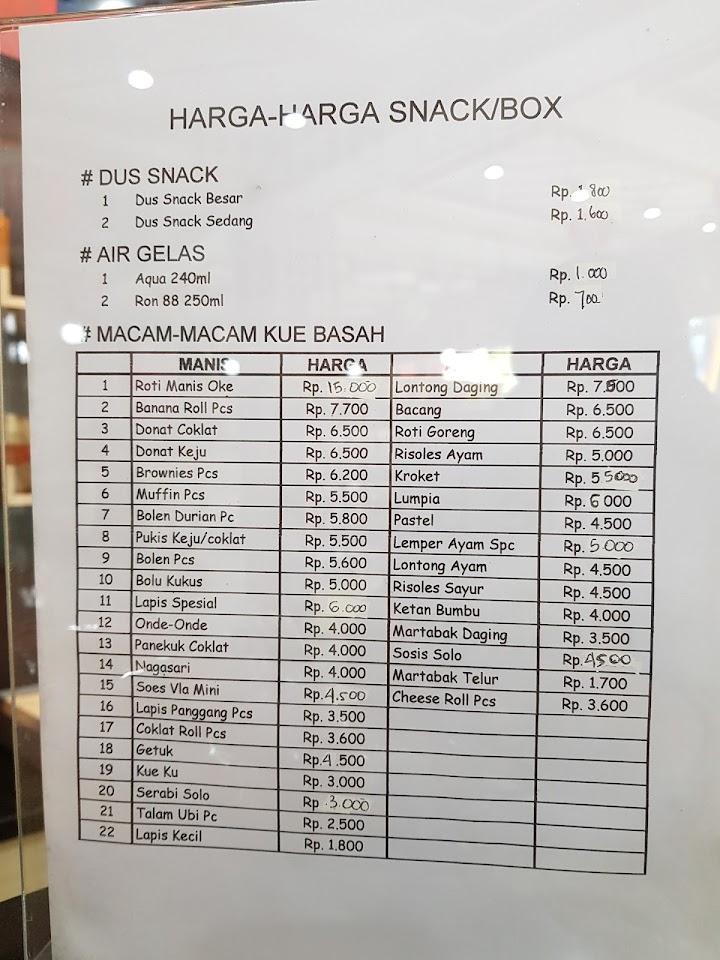 HARGA-HARGA SNACK/BOX
# DUS SNACK
1 Dus Snack Besar Rp. 1.800
2 Dus Snack Sedang Rp. 1.600
# AIR GELAS
1 Aqua 240ml Rp. 1.000
2 Ron 88 250ml Rp. 700
# MACAM-MACAM KUE BASAH
MANIS HARGA HARGA
1 Roti Manis Oke Rp. 15.000 Lontong Daging Rp. 7.500
2 Banana Roll Pcs Rp. 7.700 Bacang Rp. 6.500
3 Donat Coklat Rp. 6.500 Roti Goreng Rp. 6.500
4 Donat Keju Rp. 6.500 Risoles Ayam Rp. 5.000
5 Brownies Pcs Rp. 6.200 Kroket Rp. 5 5000
6 Muffin Pcs Rp. 5.500 Lumpia Rp. 6 000
7 Bolen Durian Pc Rp. 5.800 Pastel Rp. 4.500
8 Pukis Keju/coklat Rp. 5.500 Lemper Ayam Spc Rp. 5.000
9 Bolen Pcs Rp. 5.600 Lontong Ayam Rp. 4.500
10 Bolu Kukus Rp. 5.000 Risoles Sayur Rp. 4.500
11 Lapis Spesial Rp. 6.000 Ketan Bumbu Rp. 4.000
12 Onde-Onde Rp. 4.000 Martabak Daging Rp. 3.500
13 Panekuk Coklat Rp. 4.000 Sosis Solo Rp.4500
14 Nagasari Rp. 4.000 Martabak Telur Rp. 1.700
15 Soes Vla Mini Rp.4.500 Cheese Roll Pcs Rp. 3.600
16 Lapis Panggang Pcs Rp. 3.500
17 Coklat Roll Pcs Rp. 3.600
18 Getuk Rp.4.500
19 Kue Ku Rp. 3.000
20 Serabi Solo Rp .3.000
21 Talam Ubi Pc Rp. 2.500
22 Lapis Kecil Rp. 1.800